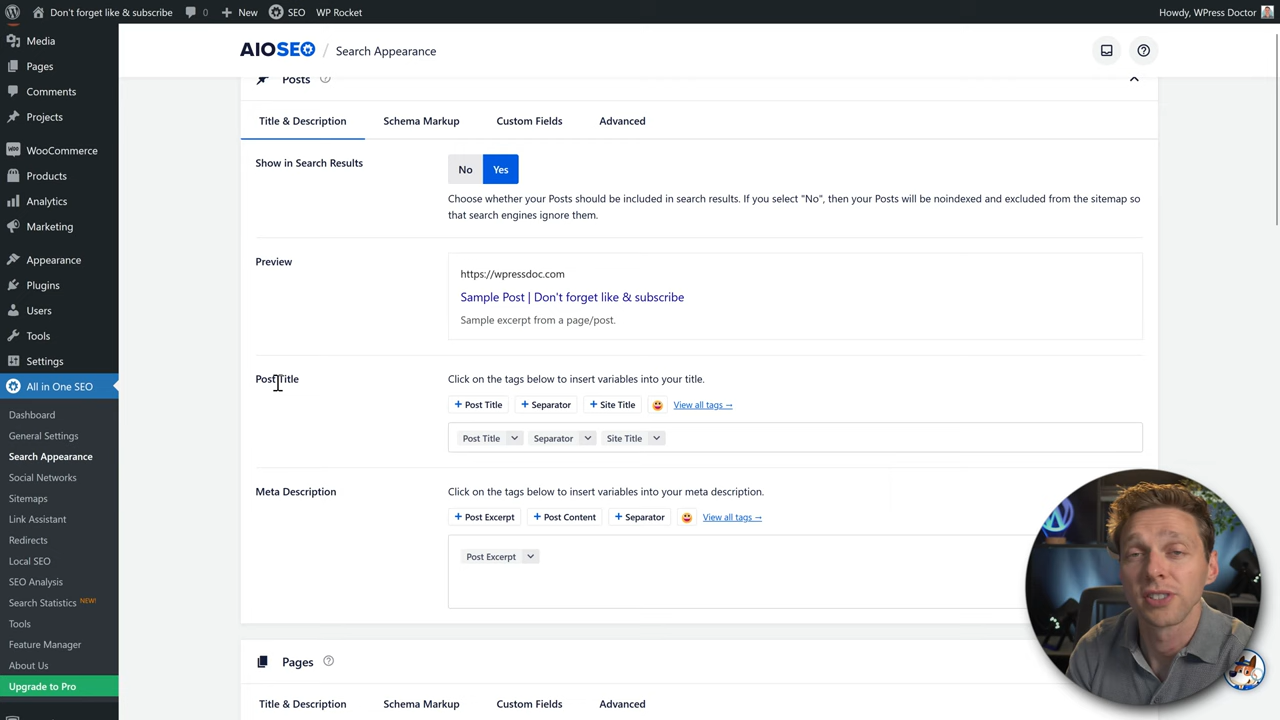 Don't forget like & subscribe
0
New
SEO
WP Rocket
Howdy, WPress Doctor
Media
Pages
Comments
Projects
WooCommerce
Products
Analytics
Marketing
Appearance
Plugins
Users
Tools
Settings
All in One SEO
Dashboard
General Settings
Search Appearance
Social Networks
Sitemaps
Link Assistant
Redirects
Local SEO
SEO Analysis
Search Statistics NEW!
Tools
Feature Manager
About Us
Upgrade to Pro
AIOSEO / Search Appearance
Posts
Title & Description
Schema Markup
Custom Fields
Advanced
Show in Search Results
No
Yes
Choose whether your Posts should be included in search results. If you select "No", then your Posts will be noindexed and excluded from the sitemap so
that search engines ignore them.
Preview
https://wpressdoc.com
Sample Post | Don't forget like & subscribe
Sample excerpt from a page/post.
Post Title
Click on the tags below to insert variables into your title.
+ Post Title
+ Separator
+ Site Title
View all tags →
Post Title
Separator
Site Title
Meta Description
Click on the tags below to insert variables into your meta description.
+ Post Excerpt
+ Post Content
+ Separator
View all tags →
Post Excerpt
Pages
Title & Description
Schema Markup
Custom Fields
Advanced